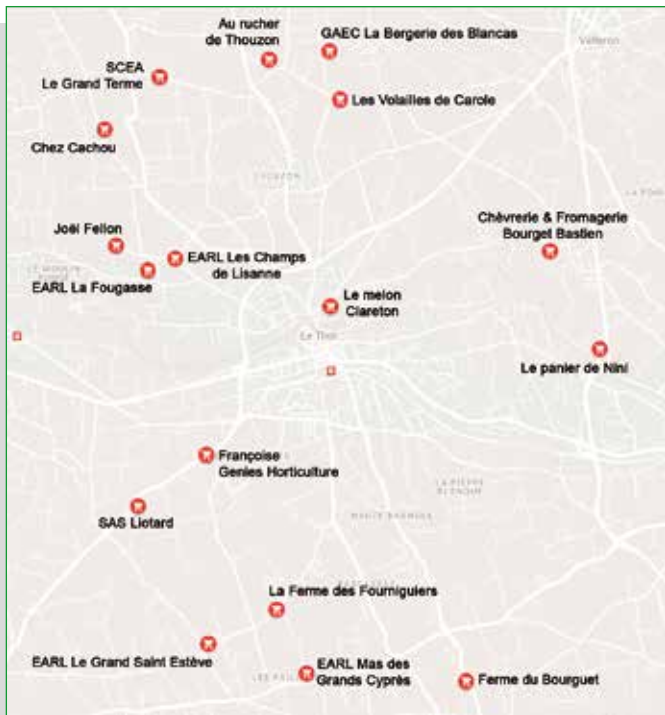 Au rucher
de Thouzon
GAEC La Bergerie des Blancas
Velleron
SCEA
Le Grand Terme
Les Volailles de Carole
Chez Cachou
Chèvrerie & Fromagerie
Bourget Bastien
Joël Fellon
EARL Les Champs
de Lisanne
EARL La Fougasse
Le melon
Clareton
Le Thor
Le panier de Nini
Françoise
Genies Horticulture
SAS Liotard
La Ferme des Fourniguiers
EARL Le Grand Saint Estève
EARL Mas des
Grands Cyprès
Ferme du Bourguet